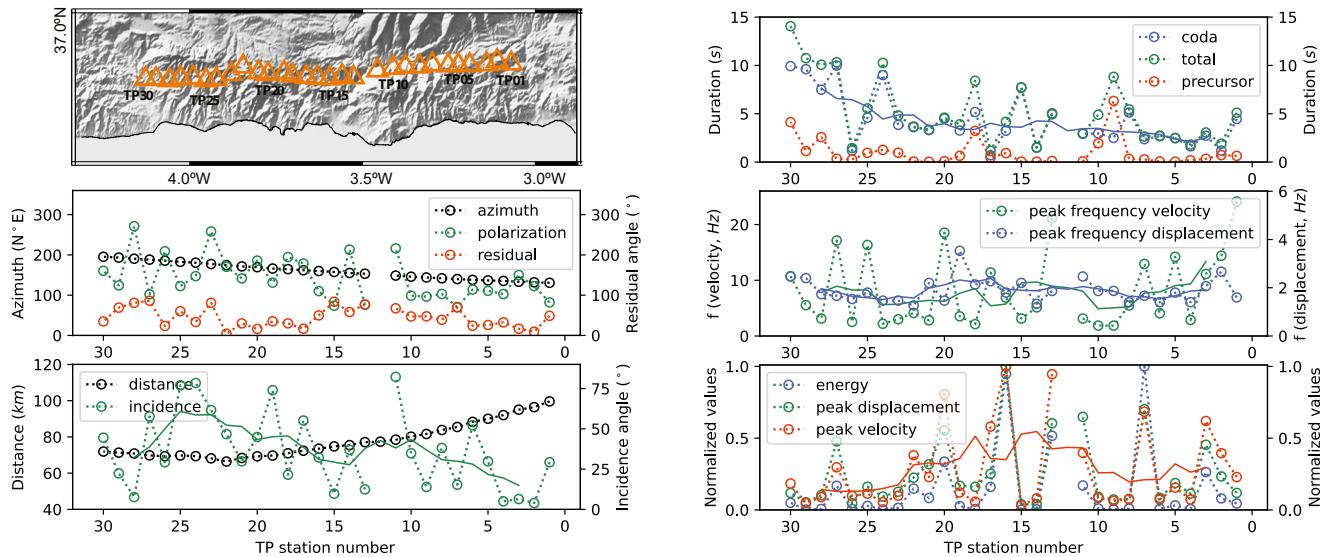 37.0°N
TP30
TP25
TP20
TP15
TP10
TP05
TP01
4.0°W
3.5°W
3.0°W
Azimuth (N°E)
300
200
100
0
azimuth
polarization
residual
300
200
100
0
Residual angle (°)
30
25
20
15
10
5
0
Distance (km)
120
100
80
60
40
distance
incidence
75
50
25
0
Incidence angle (°)
30
25
20
15
10
5
0
TP station number
Duration (s)
15
10
5
0
coda
total
precursor
15
10
5
0
Duration (s)
30
25
20
15
10
5
0
f (velocity, Hz)
20
10
0
peak frequency velocity
peak frequency displacement
6
4
2
0
f (displacement, Hz)
30
25
20
15
10
5
0
Normalized values
1.0
0.5
0.0
energy
peak displacement
peak velocity
1.0
0.5
0.0
Normalized values
30
25
20
15
10
5
0
TP station number